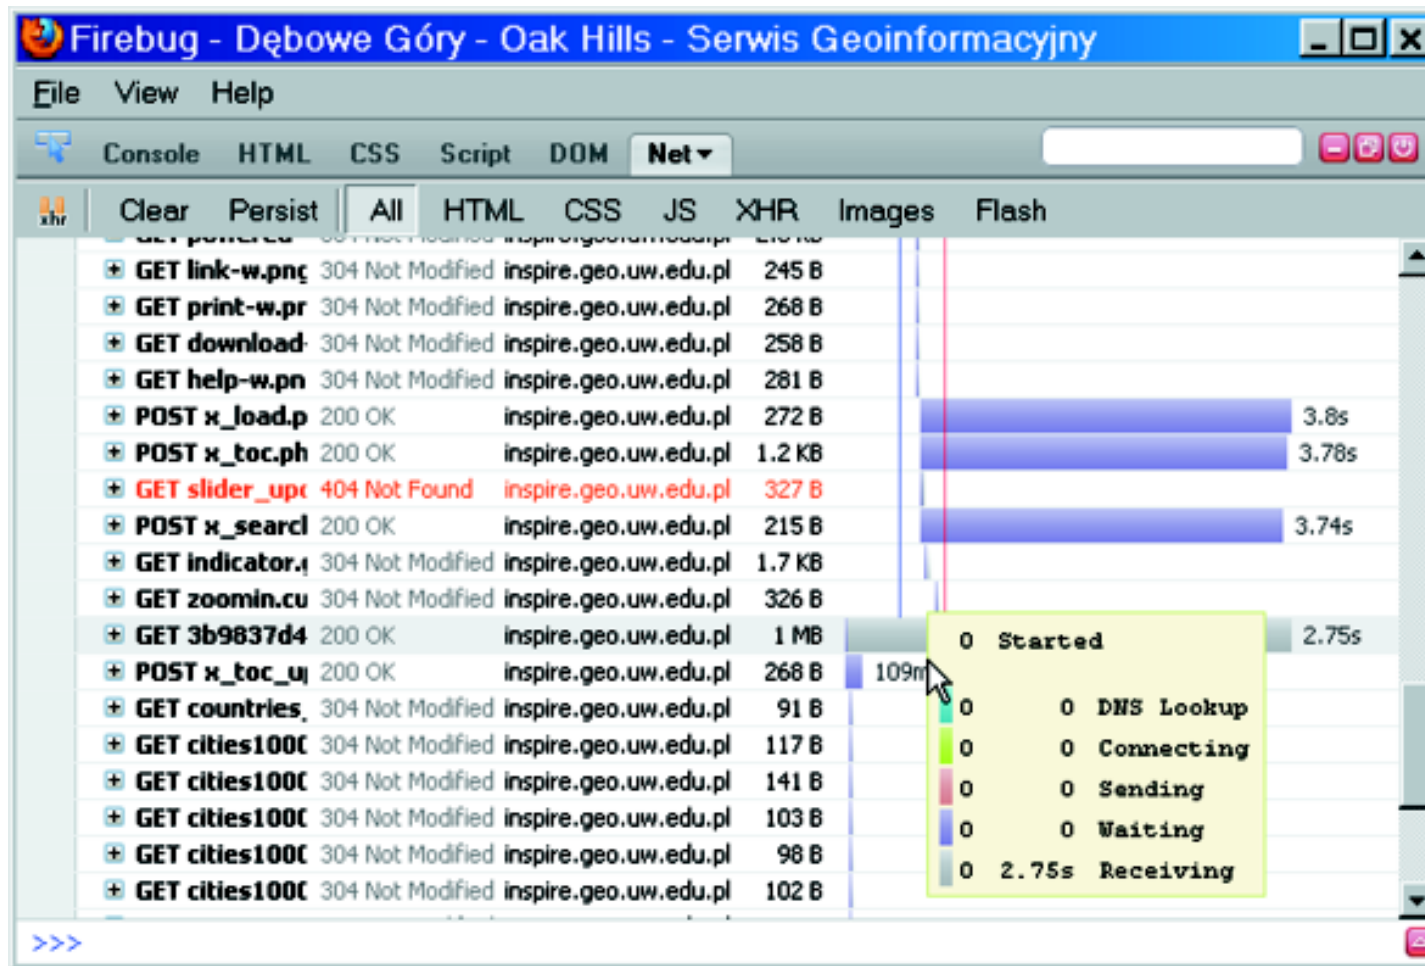 Firebug - Dębowe Góry - Oak Hills - Serwis Geoinformacyjny
File View Help
Console HTML CSS Script DOM Net
xhr Clear Persist All HTML CSS JS XHR Images Flash
GET link-w.png 304 Not Modified inspire.geo.uw.edu.pl 245 B
GET print-w.pr 304 Not Modified inspire.geo.uw.edu.pl 268 B
GET download- 304 Not Modified inspire.geo.uw.edu.pl 258 B
GET help-w.pn 304 Not Modified inspire.geo.uw.edu.pl 281 B
POST x_load.p 200 OK inspire.geo.uw.edu.pl 272 B 3.8s
POST x_toc.ph 200 OK inspire.geo.uw.edu.pl 1.2 KB 3.78s
GET slider_upd 404 Not Found inspire.geo.uw.edu.pl 327 B
POST x_searcl 200 OK inspire.geo.uw.edu.pl 215 B 3.74s
GET indicator.g 304 Not Modified inspire.geo.uw.edu.pl 1.7 KB
GET zoomin.cu 304 Not Modified inspire.geo.uw.edu.pl 326 B
GET 3b9837d4 200 OK inspire.geo.uw.edu.pl 1 MB 2.75s
POST x_toc_u 200 OK inspire.geo.uw.edu.pl 268 B 109m
GET countries_ 304 Not Modified inspire.geo.uw.edu.pl 91 B
GET cities1000 304 Not Modified inspire.geo.uw.edu.pl 117 B
GET cities1000 304 Not Modified inspire.geo.uw.edu.pl 141 B
GET cities1000 304 Not Modified inspire.geo.uw.edu.pl 103 B
GET cities1000 304 Not Modified inspire.geo.uw.edu.pl 98 B
GET cities1000 304 Not Modified inspire.geo.uw.edu.pl 102 B
0 Started
0 0 DNS Lookup
0 0 Connecting
0 0 Sending
0 0 Waiting
0 2.75s Receiving
>>>